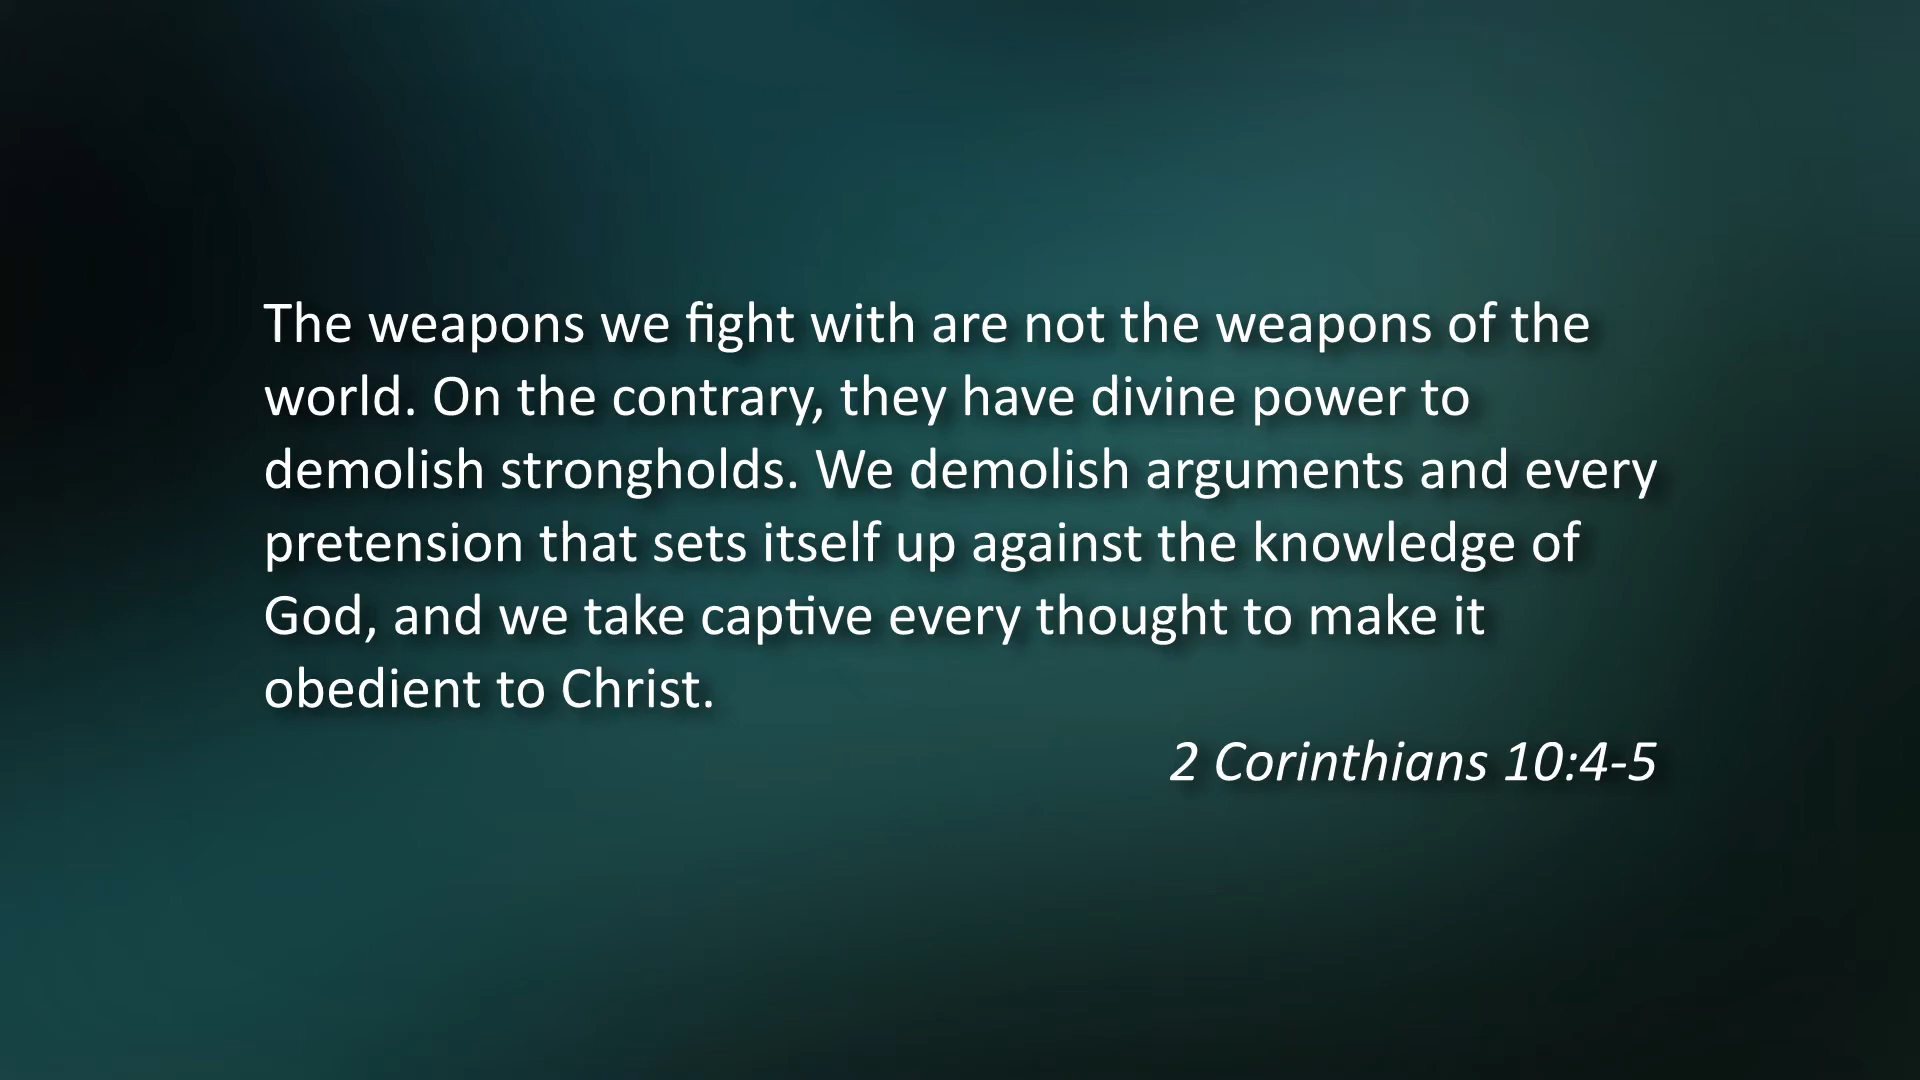 The weapons we fight with are not the weapons of the
world. On the contrary, they have divine power to
demolish strongholds. We demolish arguments and every
pretension that sets itself up against the knowledge of
God, and we take captive every thought to make it
obedient to Christ.
2 Corinthians 10:4-5